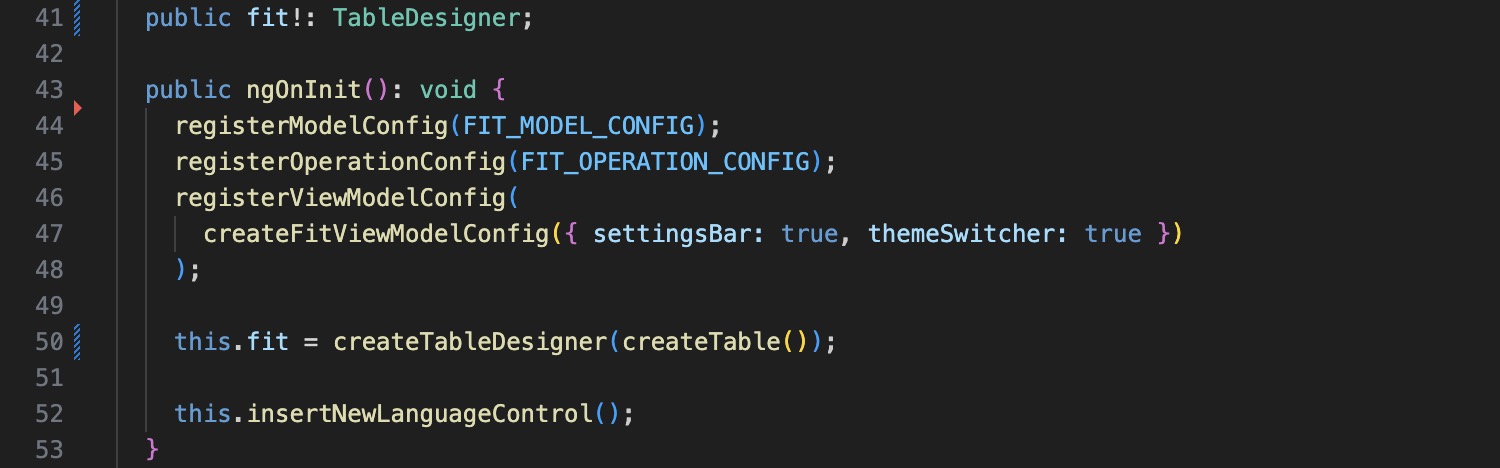 41 public fit!: TableDesigner;
42
43 public ngOnInit(): void {
44 registerModelConfig(FIT_MODEL_CONFIG);
45 registerOperationConfig(FIT_OPERATION_CONFIG);
46 registerViewModelConfig(
47 createFitViewModelConfig({ settingsBar: true, themeSwitcher: true })
48 );
49
50 this.fit = createTableDesigner(createTable());
51
52 this.insertNewLanguageControl();
53 }